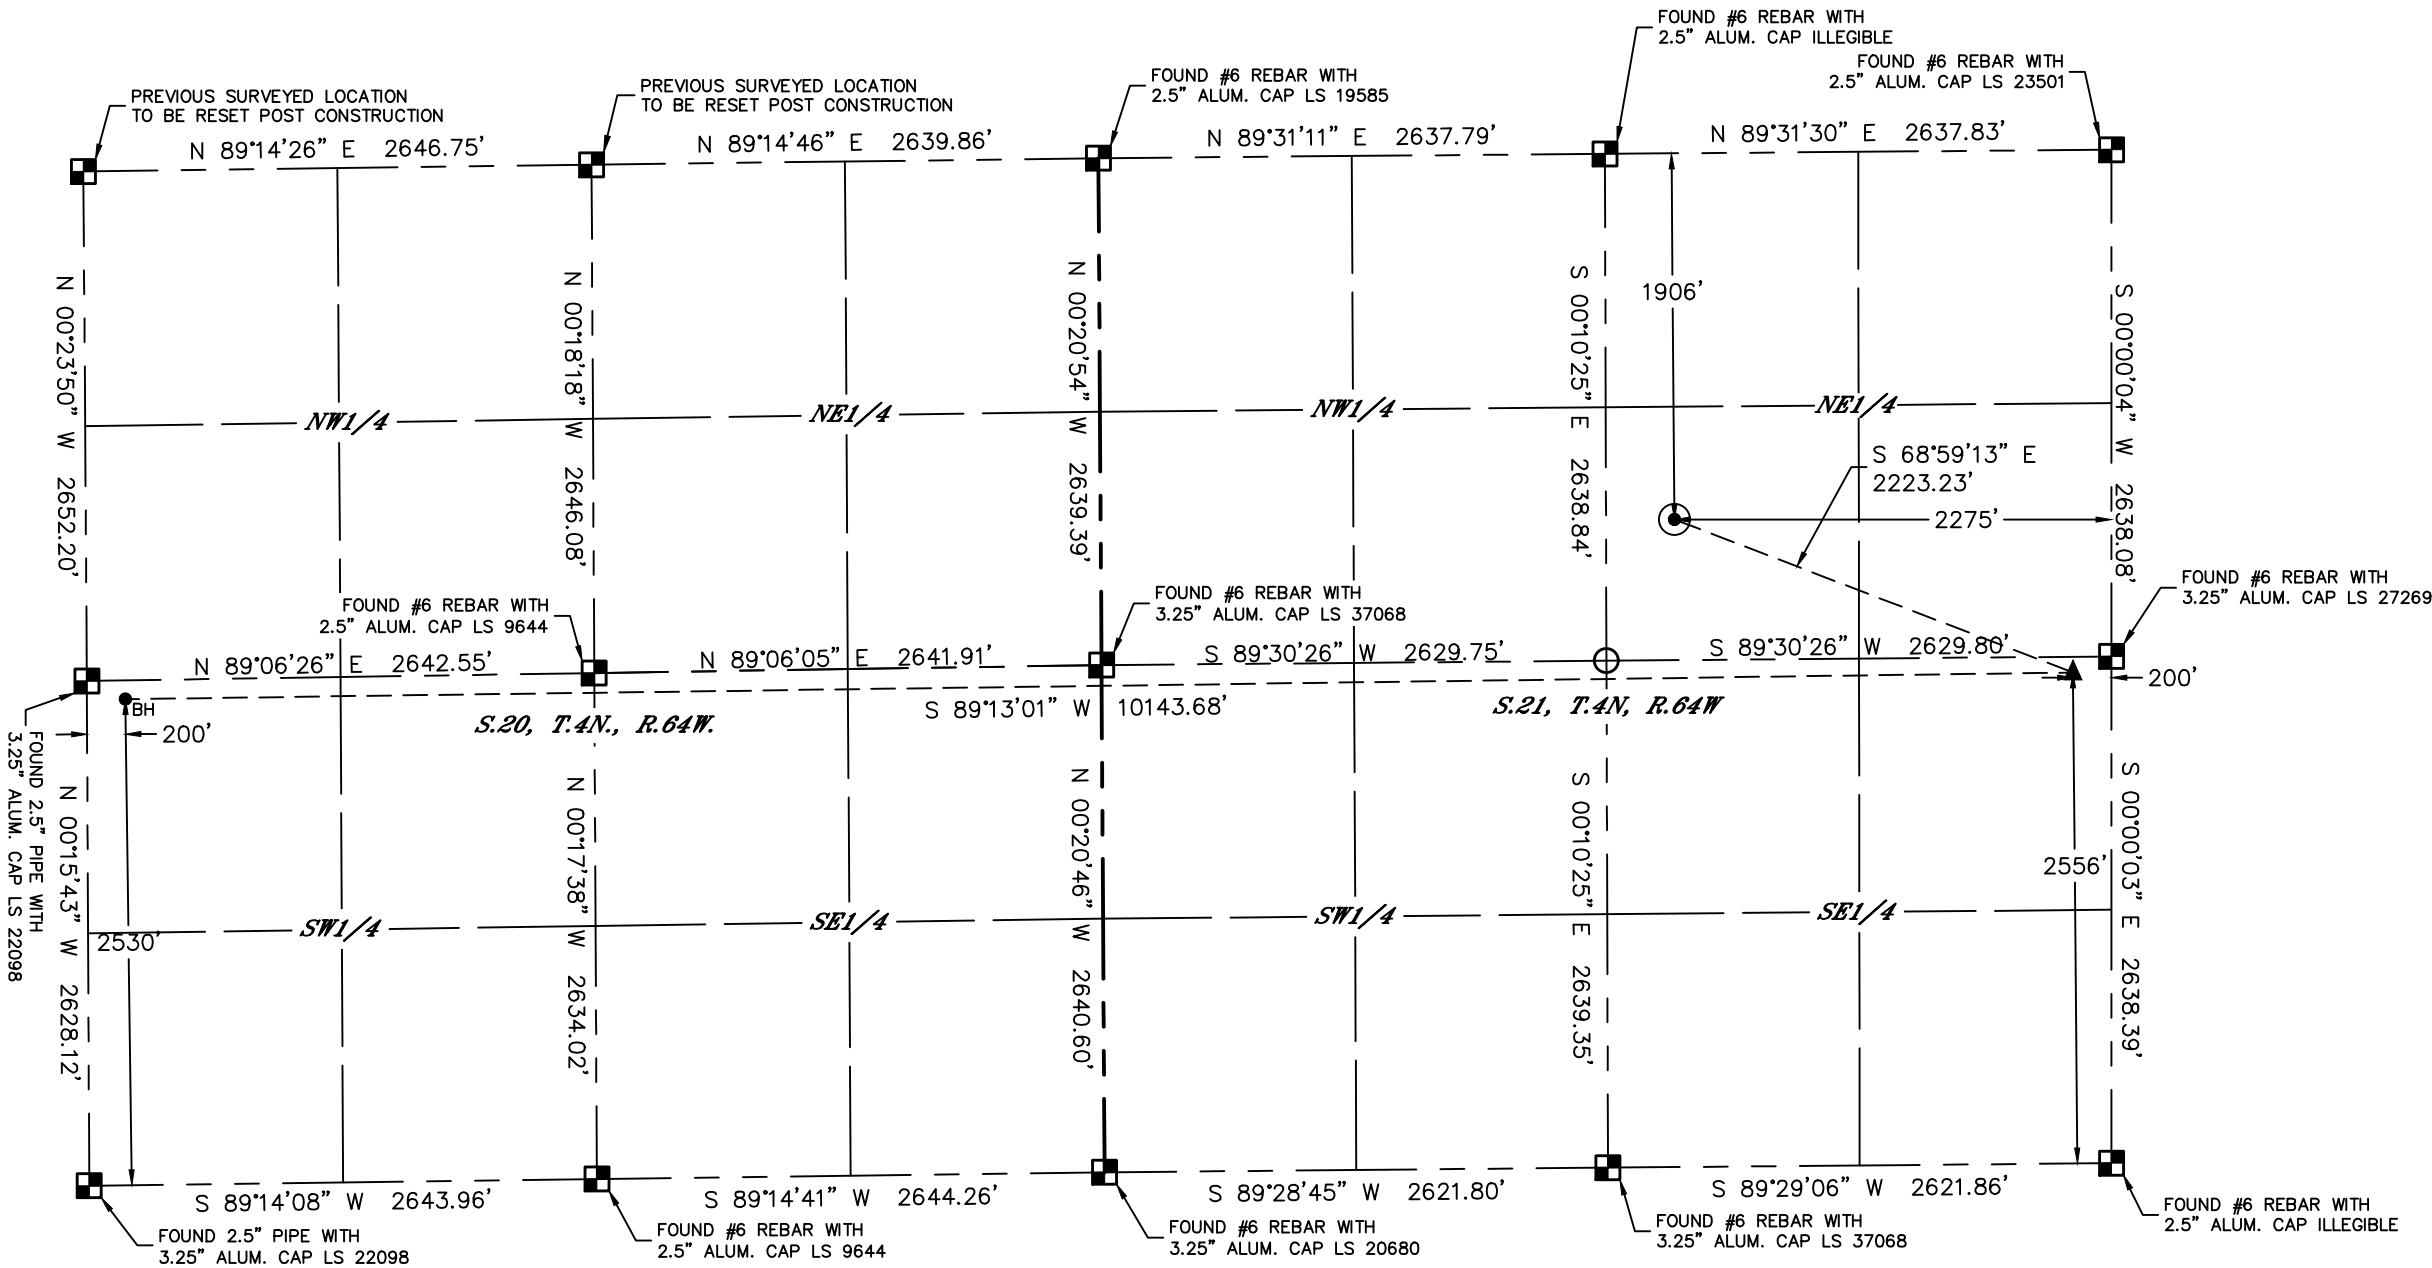 FOUND #6 REBAR WITH
2.5" ALUM. CAP ILLEGIBLE
FOUND #6 REBAR WITH
2.5" ALUM. CAP LS 23501
FOUND #6 REBAR WITH
2.5" ALUM. CAP LS 19585
PREVIOUS SURVEYED LOCATION
TO BE RESET POST CONSTRUCTION
PREVIOUS SURVEYED LOCATION
TO BE RESET POST CONSTRUCTION
N 89°14'26" E 2646.75'
N 89°14'46" E 2639.86'
N 89°31'11" E 2637.79'
N 89°31'30" E 2637.83'
N 00°23'50" W 2652.20'
N 00°18'18" W 2646.08'
N 00°20'54" W 2639.39'
S 00°10'25" E 2638.84'
1906'
S 00°00'04" W 2638.08'
NW1/4
NE1/4
NW1/4
NE1/4
S 68°59'13" E
2223.23'
2275'
FOUND #6 REBAR WITH
2.5" ALUM. CAP LS 9644
FOUND #6 REBAR WITH
3.25" ALUM. CAP LS 37068
FOUND #6 REBAR WITH
3.25" ALUM. CAP LS 27269
N 89°06'26" E 2642.55'
N 89°06'05" E 2641.91'
S 89°30'26" W 2629.75'
S 89°30'26" W 2629.80'
200'
BH
200'
S 89°13'01" W 10143.68'
S.20, T.4N., R.64W.
S.21, T.4N, R.64W
FOUND 2.5" PIPE WITH
3.25" ALUM. CAP LS 22098
N 00°15'43" W 2628.12'
N 00°17'38" W 2634.02'
N 00°20'46" W 2640.60'
S 00°10'25" E 2639.35'
S 00°00'03" E 2638.39'
2556'
2530'
SW1/4
SE1/4
SW1/4
SE1/4
S 89°14'08" W 2643.96'
S 89°14'41" W 2644.26'
S 89°28'45" W 2621.80'
S 89°29'06" W 2621.86'
FOUND 2.5" PIPE WITH
3.25" ALUM. CAP LS 22098
FOUND #6 REBAR WITH
2.5" ALUM. CAP LS 9644
FOUND #6 REBAR WITH
3.25" ALUM. CAP LS 20680
FOUND #6 REBAR WITH
3.25" ALUM. CAP LS 37068
FOUND #6 REBAR WITH
2.5" ALUM. CAP ILLEGIBLE